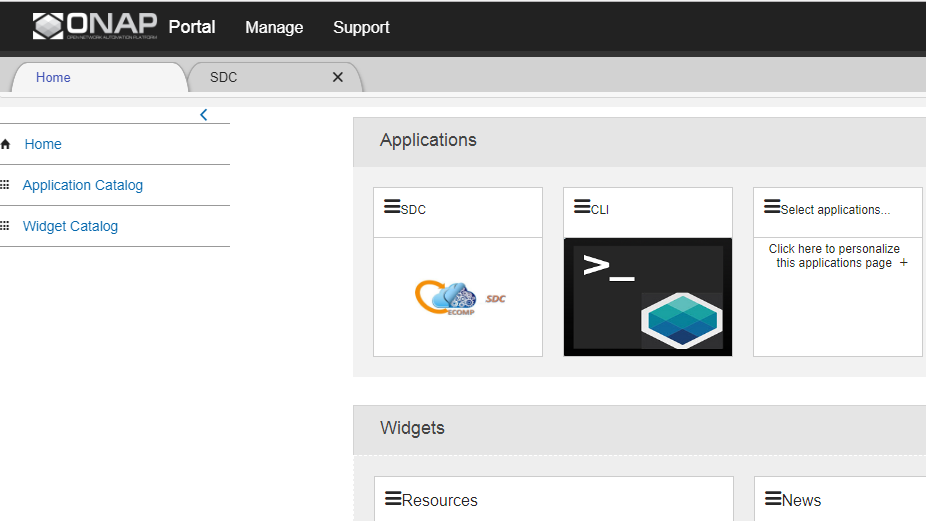 ONAP Portal Manage Support
OPEN NETWORK AUTOMATION PLATFORM
Home SDC ✕
Home
Application Catalog
Widget Catalog
Applications
SDC
ECOMP SDC
CLI
>_
Select applications...
Click here to personalize
this applications page +
Widgets
Resources
News